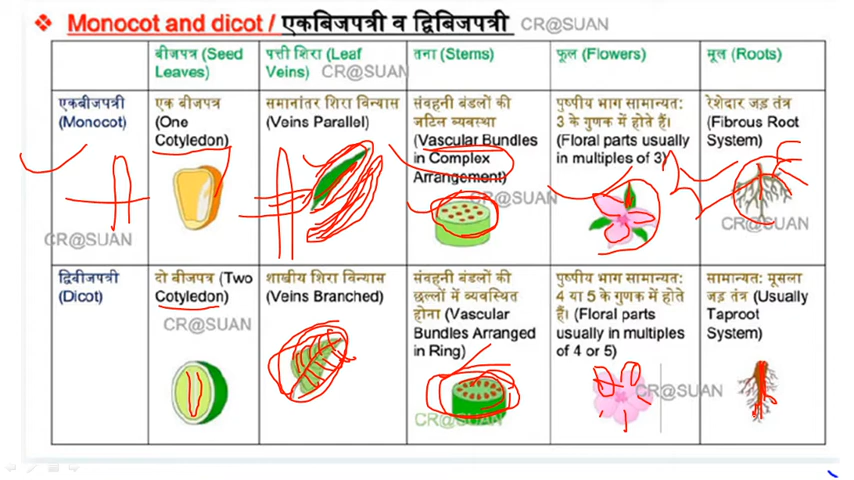 ❖ Monocot and dicot / एकबिजपत्री व द्विबिजपत्री CR@SUAN
बीजपत्र (Seed
Leaves)
पत्ती शिरा (Leaf
Veins) CR@SUAN
तना (Stems)
फूल (Flowers)
मूल (Roots)
एकबीजपत्री
(Monocot)
एक बीजपत्र
(One
Cotyledon)
समानांतर शिरा विन्यास
(Veins Parallel)
संवहनी बंडलों की
जटिल व्यवस्था
(Vascular Bundles
in Complex
Arrangement)
CR@SUAN
पुष्पीय भाग सामान्यत:
3 के गुणक में होते हैं।
(Floral parts usually
in multiples of 3)
रेशेदार जड़ तंत्र
(Fibrous Root
System)
CR@SUAN
CR@SUAN
द्विबीजपत्री
(Dicot)
दो बीजपत्र (Two
Cotyledon)
CR@SUAN
शाखीय शिरा विन्यास
(Veins Branched)
संवहनी बंडलों की
छल्लों में व्यवस्थित
होना (Vascular
Bundles Arranged
in Ring)
CR@SUAN
पुष्पीय भाग सामान्यत:
4 या 5 के गुणक में होते
हैं। (Floral parts
usually in multiples
of 4 or 5)
CR@SUAN
सामान्यत: मूसला
जड़ तंत्र (Usually
Taproot
System)